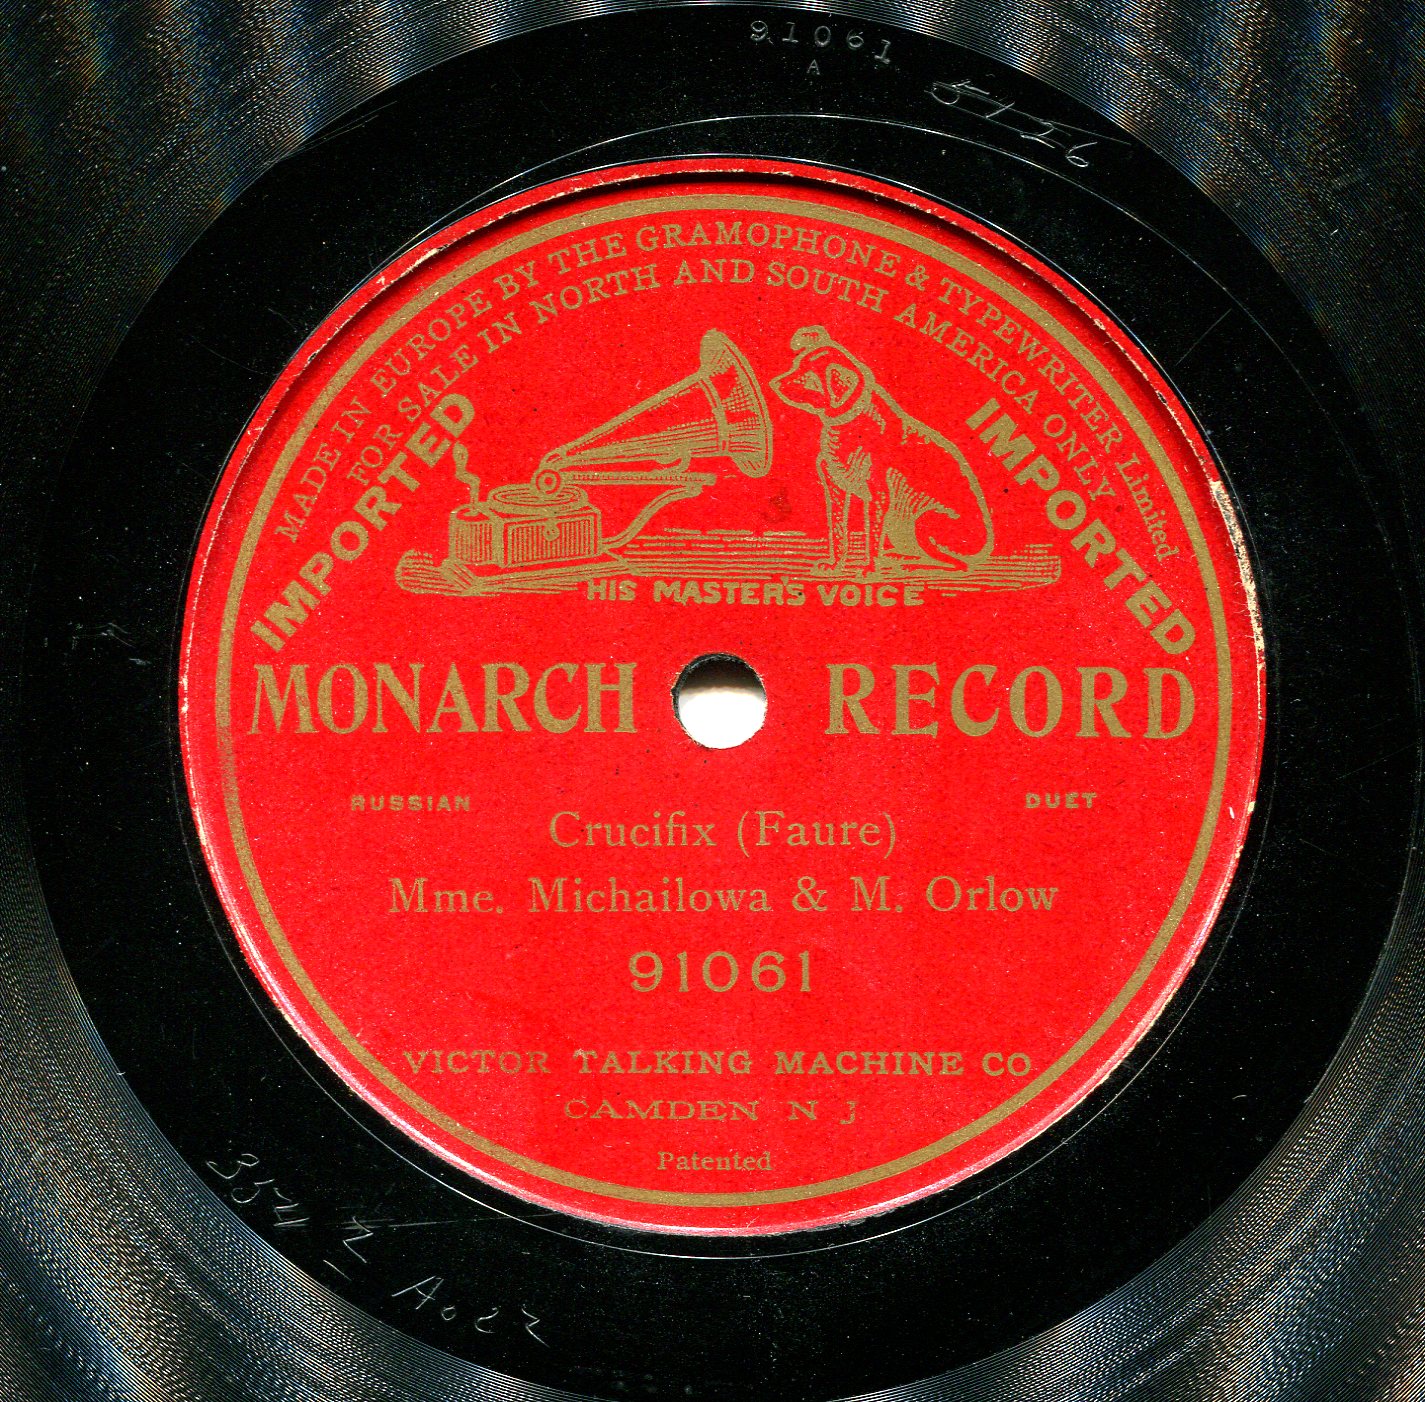 91061
A
5156
MADE IN EUROPE BY THE GRAMOPHONE & TYPEWRITER Limited
FOR SALE IN NORTH AND SOUTH AMERICA ONLY
IMPORTED
IMPORTED
HIS MASTER'S VOICE
MONARCH RECORD
RUSSIAN
DUET
Crucifix (Faure)
Mme. Michailowa & M. Orlow
91061
VICTOR TALKING MACHINE CO
CAMDEN N J
Patented